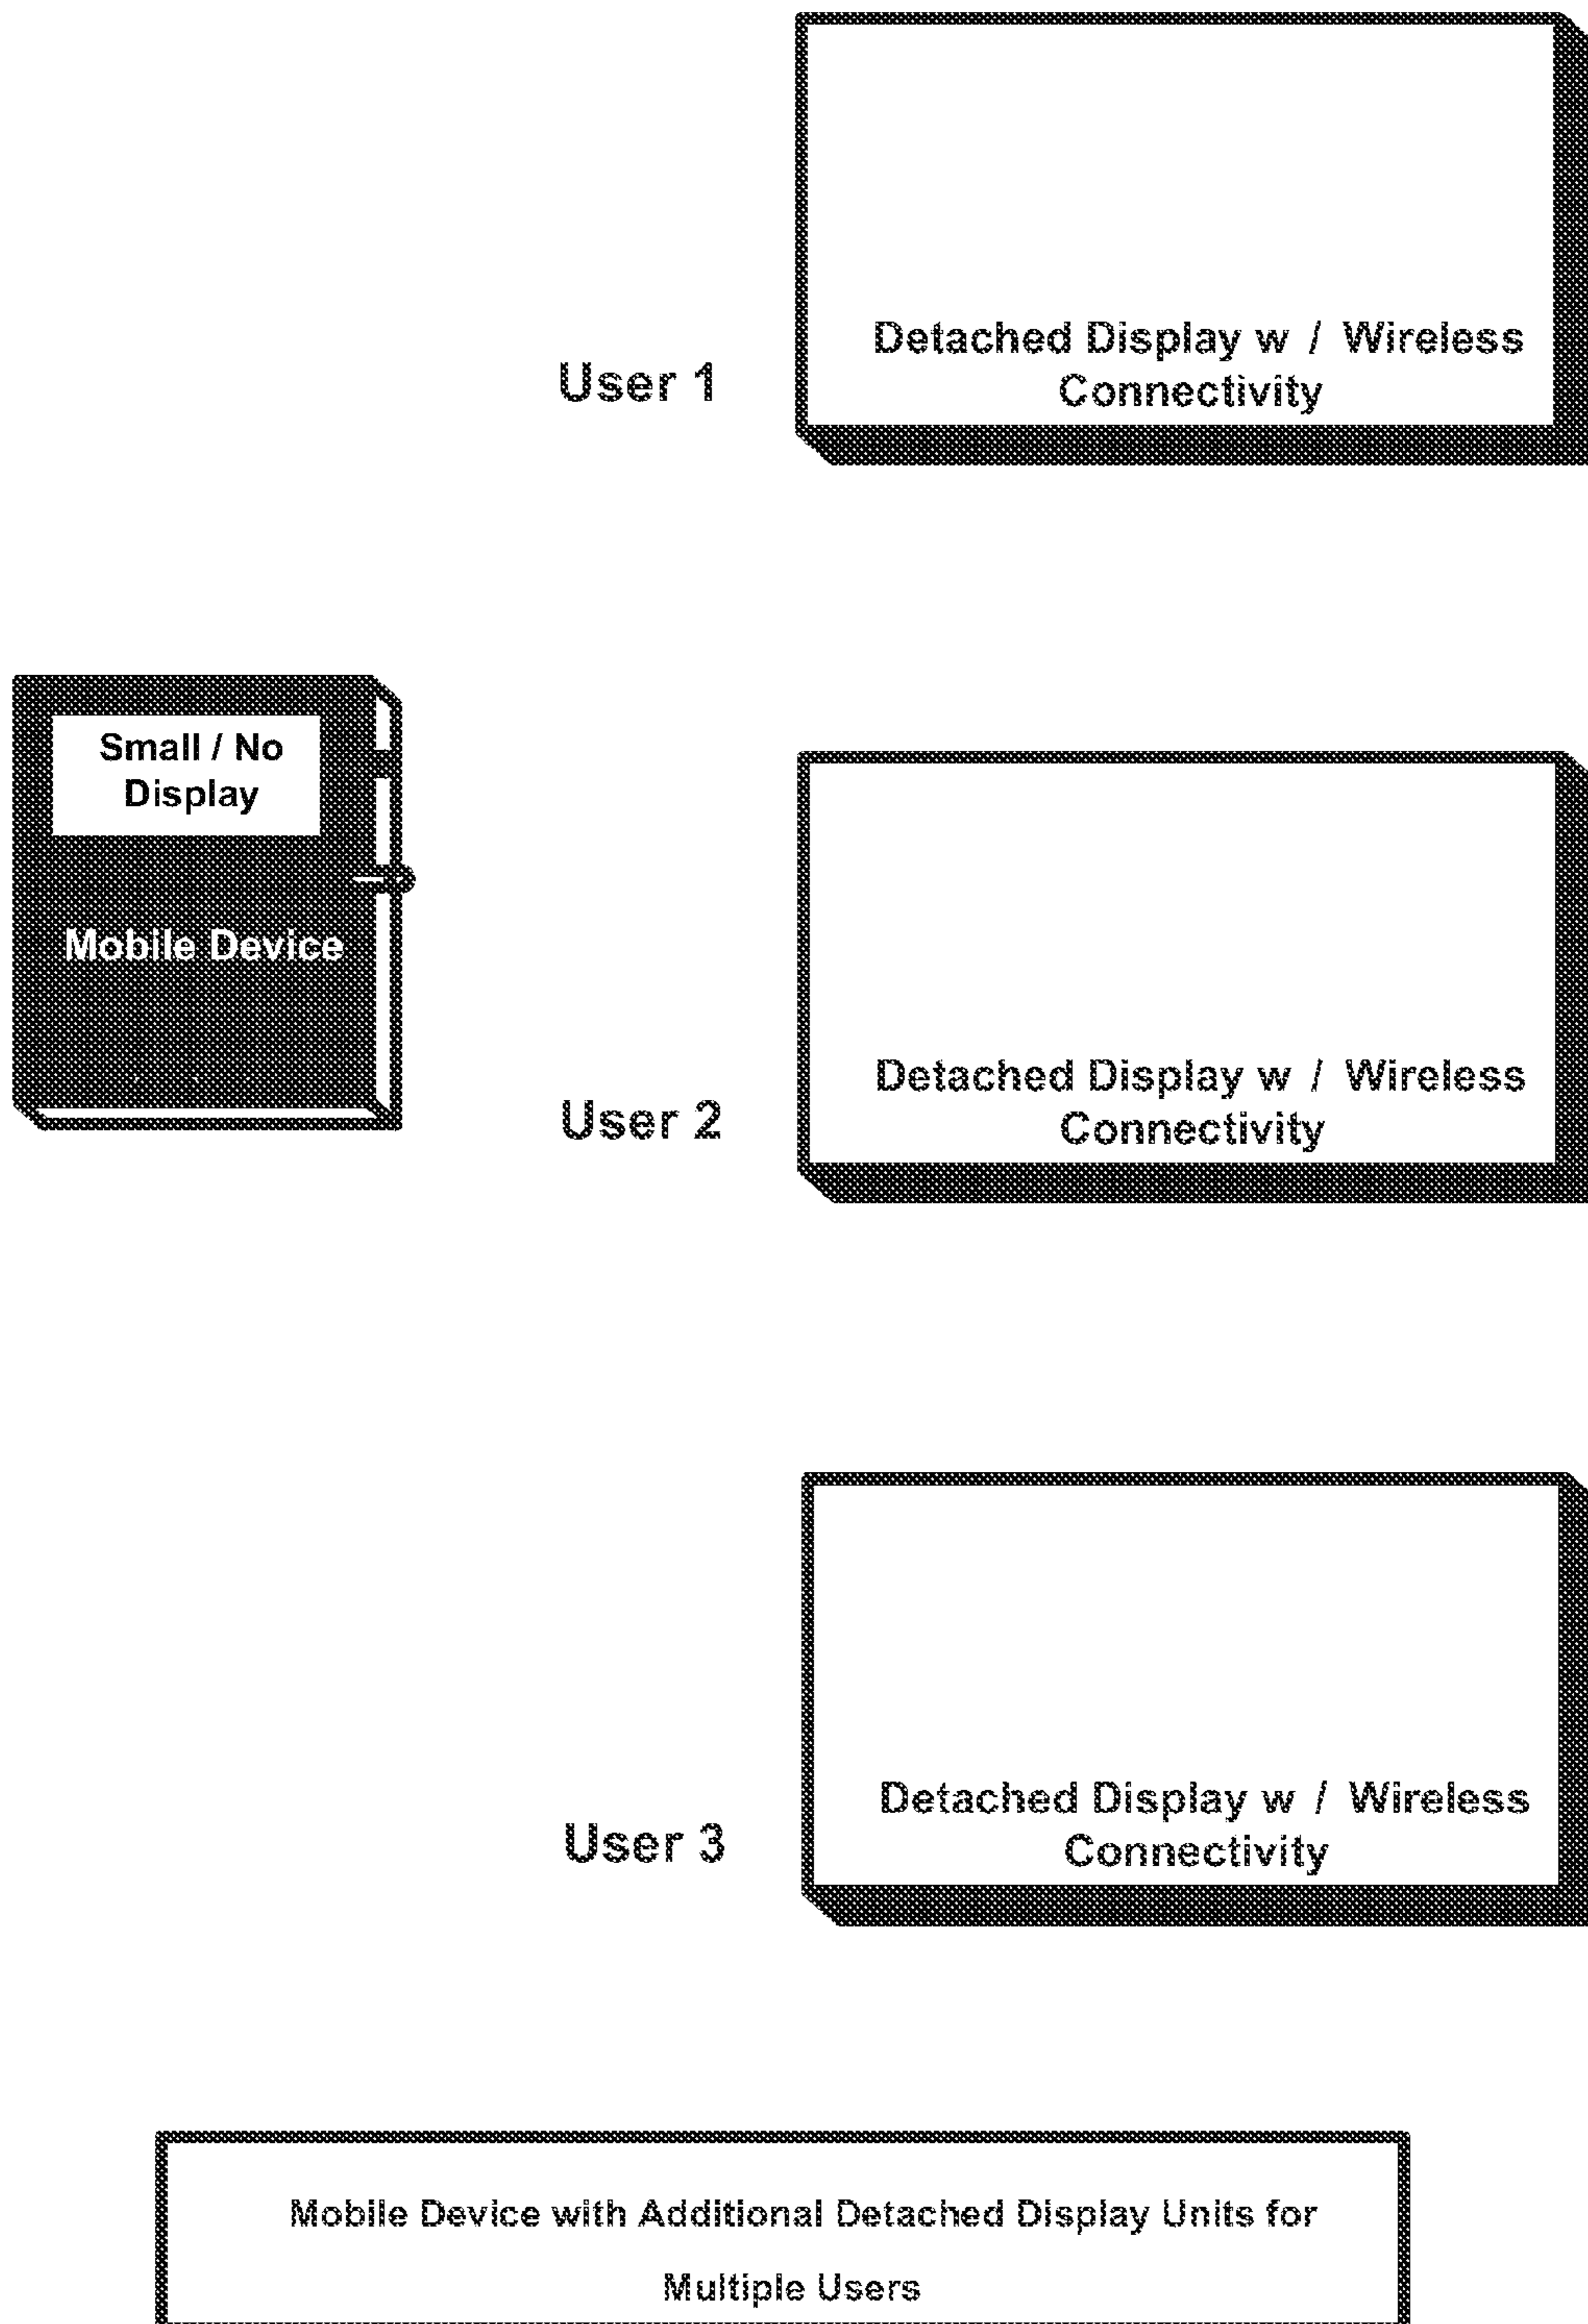 Detached Display w / Wireless
Connectivity
User 1
Small / No
Display
Mobile Device
Detached Display w / Wireless
Connectivity
User 2
Detached Display w / Wireless
Connectivity
User 3
Mobile Device with Additional Detached Display Units for
Multiple Users